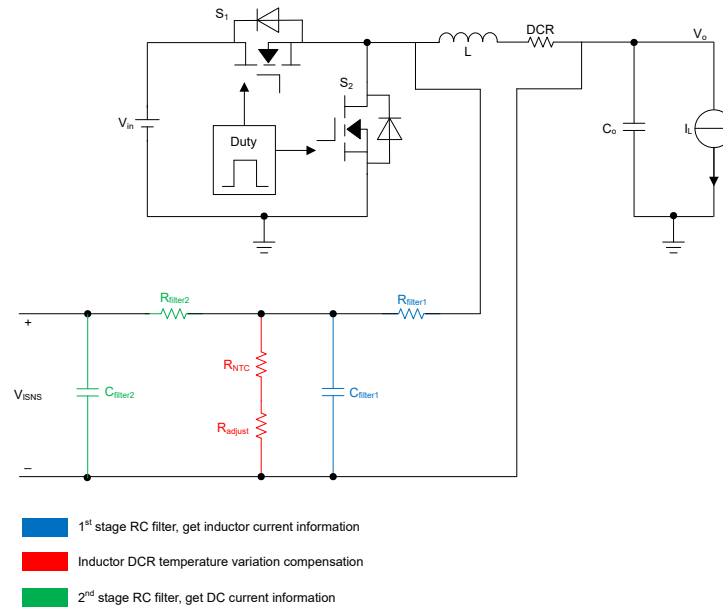 S1
L
DCR
Vo
S2
Vin
Duty
Co
IL
Rfilter2
Rfilter1
+
RNTC
VISNS
Cfilter2
Cfilter1
Radjust
–
1st stage RC filter, get inductor current information
Inductor DCR temperature variation compensation
2nd stage RC filter, get DC current information